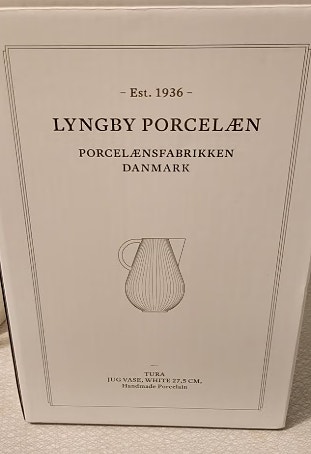 – Est. 1936 –
LYNGBY PORCELÆN
PORCELÆNSFABRIKKEN
DANMARK
—
TURA
JUG VASE, WHITE 27,5 CM,
Handmade Porcelain